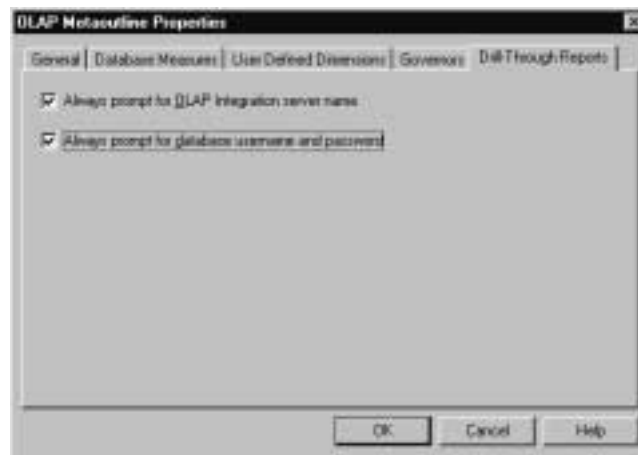 OLAP Metaoutline Properties
General Database Measures User Defined Dimensions Governors Drill-Through Reports
Always prompt for OLAP Integration server name
Always prompt for database username and password
OK Cancel Help